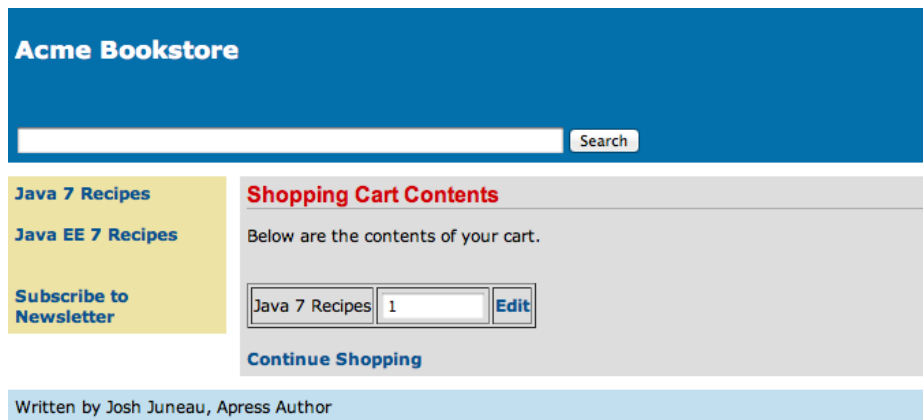 Acme Bookstore
Search
Java 7 Recipes
Java EE 7 Recipes
Subscribe to
Newsletter
Shopping Cart Contents
Below are the contents of your cart.
Java 7 Recipes 1 Edit
Continue Shopping
Written by Josh Juneau, Apress Author